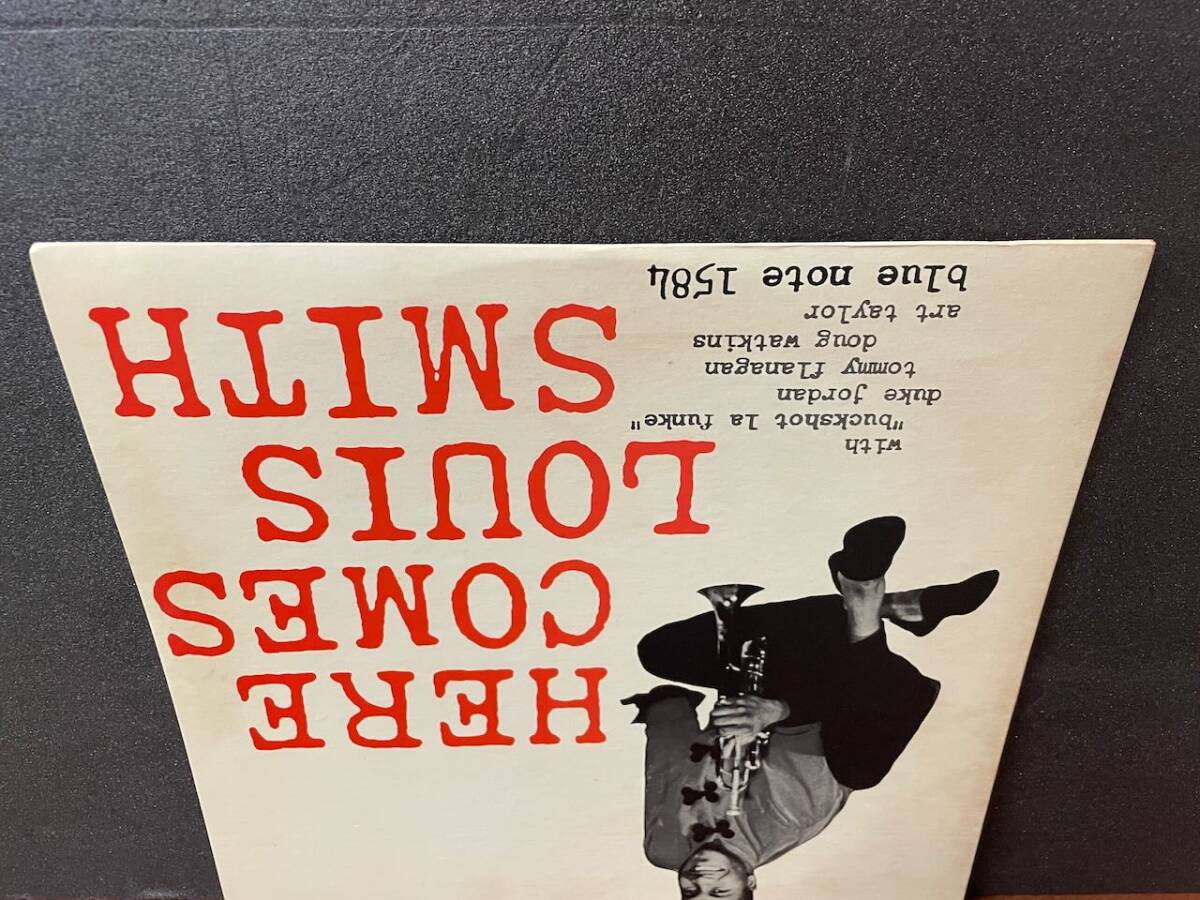 HERE
COMES
LOUIS
SMITH
with
"buckshot la funke"
duke jordan
tommy flanagan
doug watkins
art taylor
blue note 1584